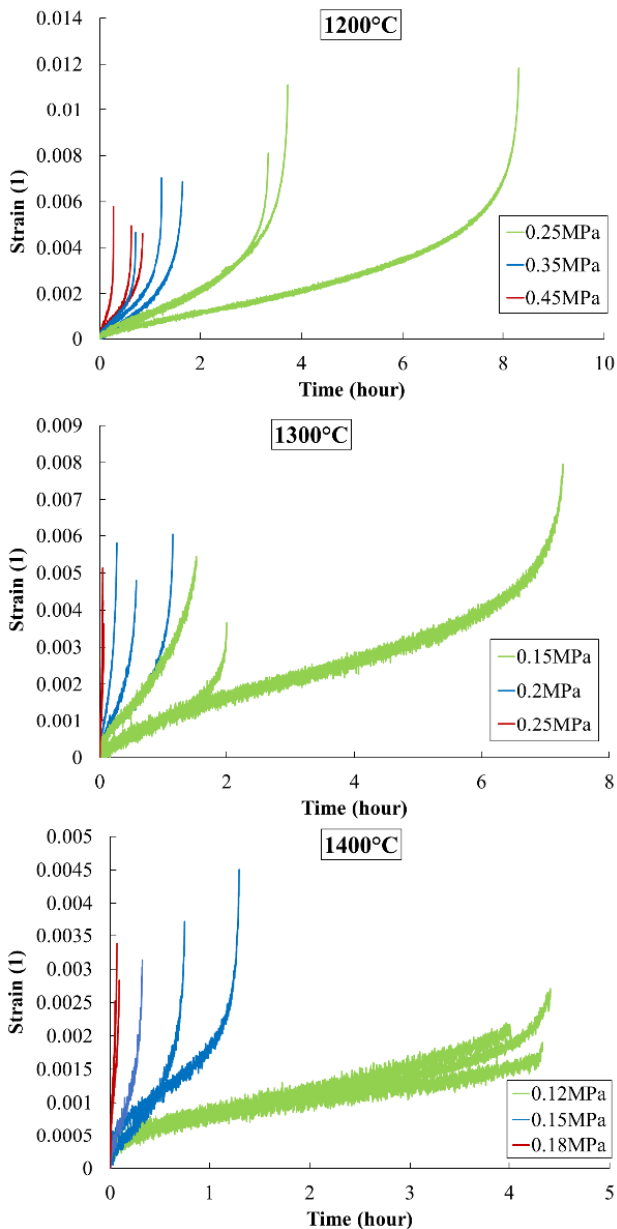 1200°C
0.014
0.012
0.01
0.008
0.006
0.004
0.002
0
Strain (1)
0.25MPa
0.35MPa
0.45MPa
0 2 4 6 8 10
Time (hour)
1300°C
0.009
0.008
0.007
0.006
0.005
0.004
0.003
0.002
0.001
0
Strain (1)
0.15MPa
0.2MPa
0.25MPa
0 2 4 6 8
Time (hour)
1400°C
0.005
0.0045
0.004
0.0035
0.003
0.0025
0.002
0.0015
0.001
0.0005
0
Strain (1)
0.12MPa
0.15MPa
0.18MPa
0 1 2 3 4 5
Time (hour)